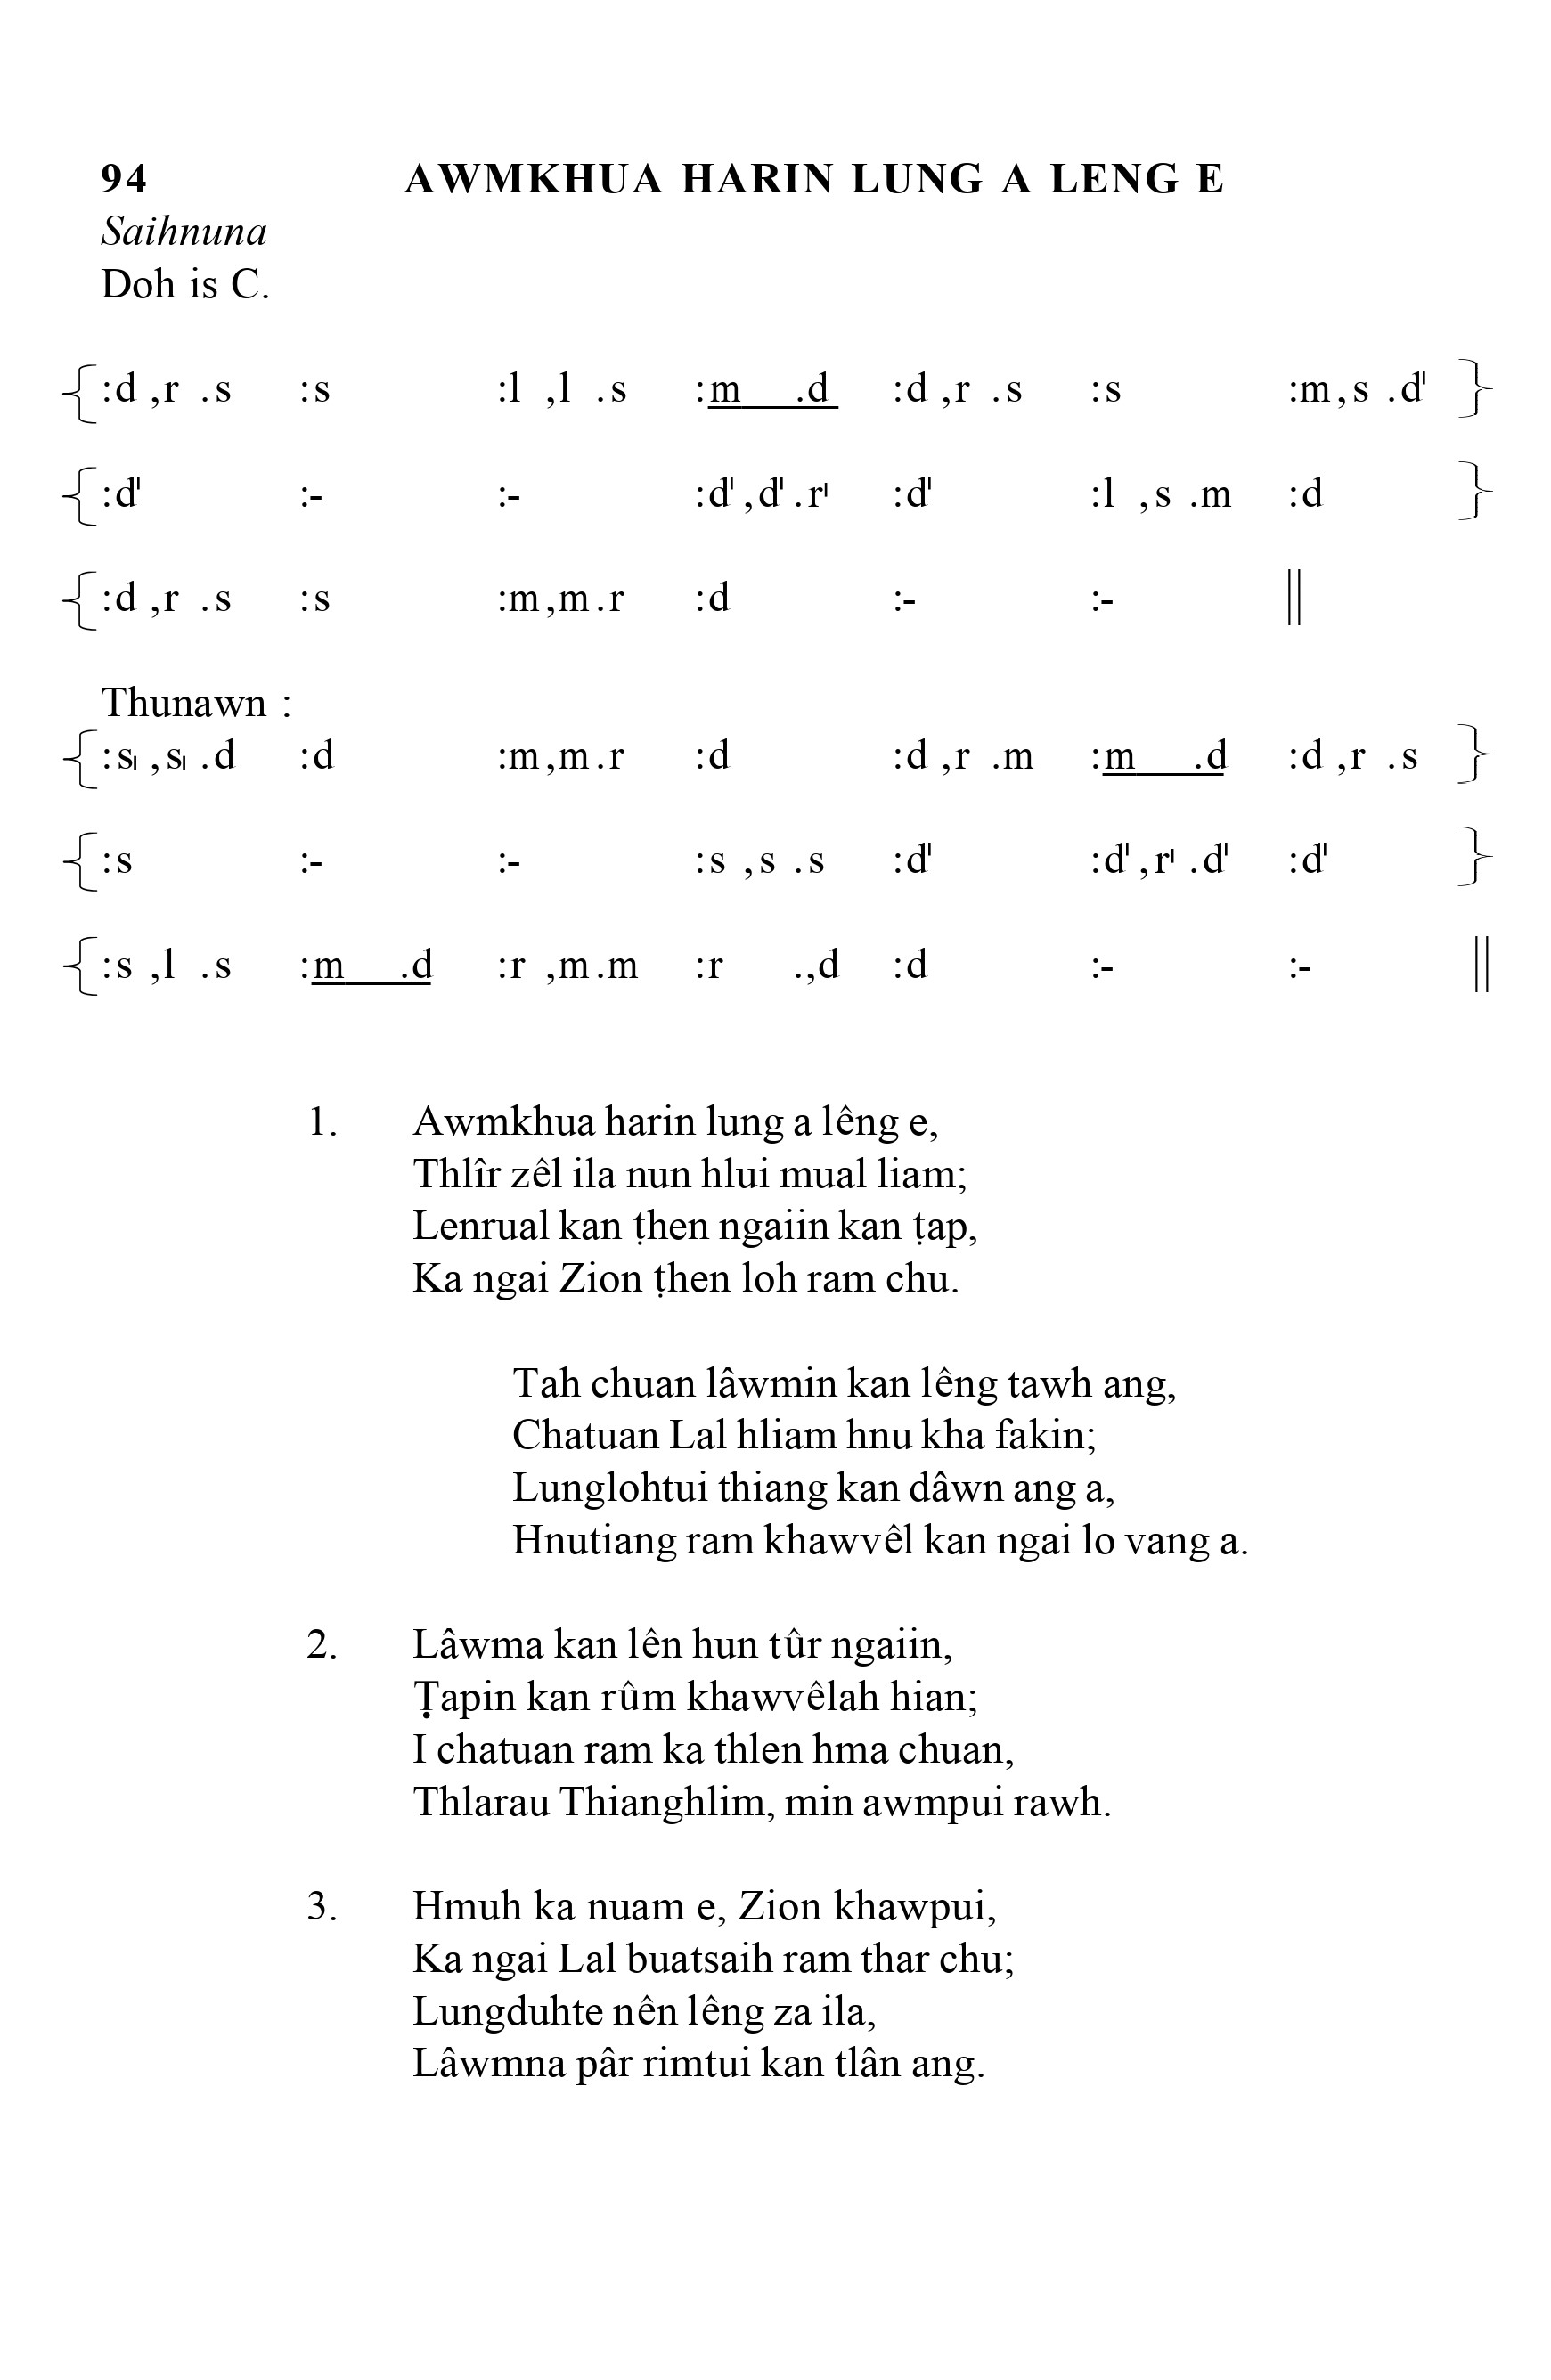 94 AWMKHUA HARIN LUNG A LENG E
Saihnuna
Doh is C.
{:d ,r .s :s :l ,l .s :m .d :d ,r .s :s :m,s .d' }
{:d' :- :- :d',d'.r' :d' :l ,s .m :d }
{:d ,r .s :s :m,m.r :d :- :- ||
Thunawn :
{:sˌ,sˌ.d :d :m,m.r :d :d ,r .m :m .d :d ,r .s }
{:s :- :- :s ,s .s :d' :d',r'.d' :d' }
{:s ,l .s :m .d :r ,m.m :r .,d :d :- :- ||
1. Awmkhua harin lung a lêng e,
Thlîr zêl ila nun hlui mual liam;
Lenrual kan ṭhen ngaiin kan ṭap,
Ka ngai Zion ṭhen loh ram chu.
Tah chuan lâwmin kan lêng tawh ang,
Chatuan Lal hliam hnu kha fakin;
Lunglohtui thiang kan dâwn ang a,
Hnutiang ram khawvêl kan ngai lo vang a.
2. Lâwma kan lên hun tûr ngaiin,
Ṭapin kan rûm khawvêlah hian;
I chatuan ram ka thlen hma chuan,
Thlarau Thianghlim, min awmpui rawh.
3. Hmuh ka nuam e, Zion khawpui,
Ka ngai Lal buatsaih ram thar chu;
Lungduhte nên lêng za ila,
Lâwmna pâr rimtui kan tlân ang.